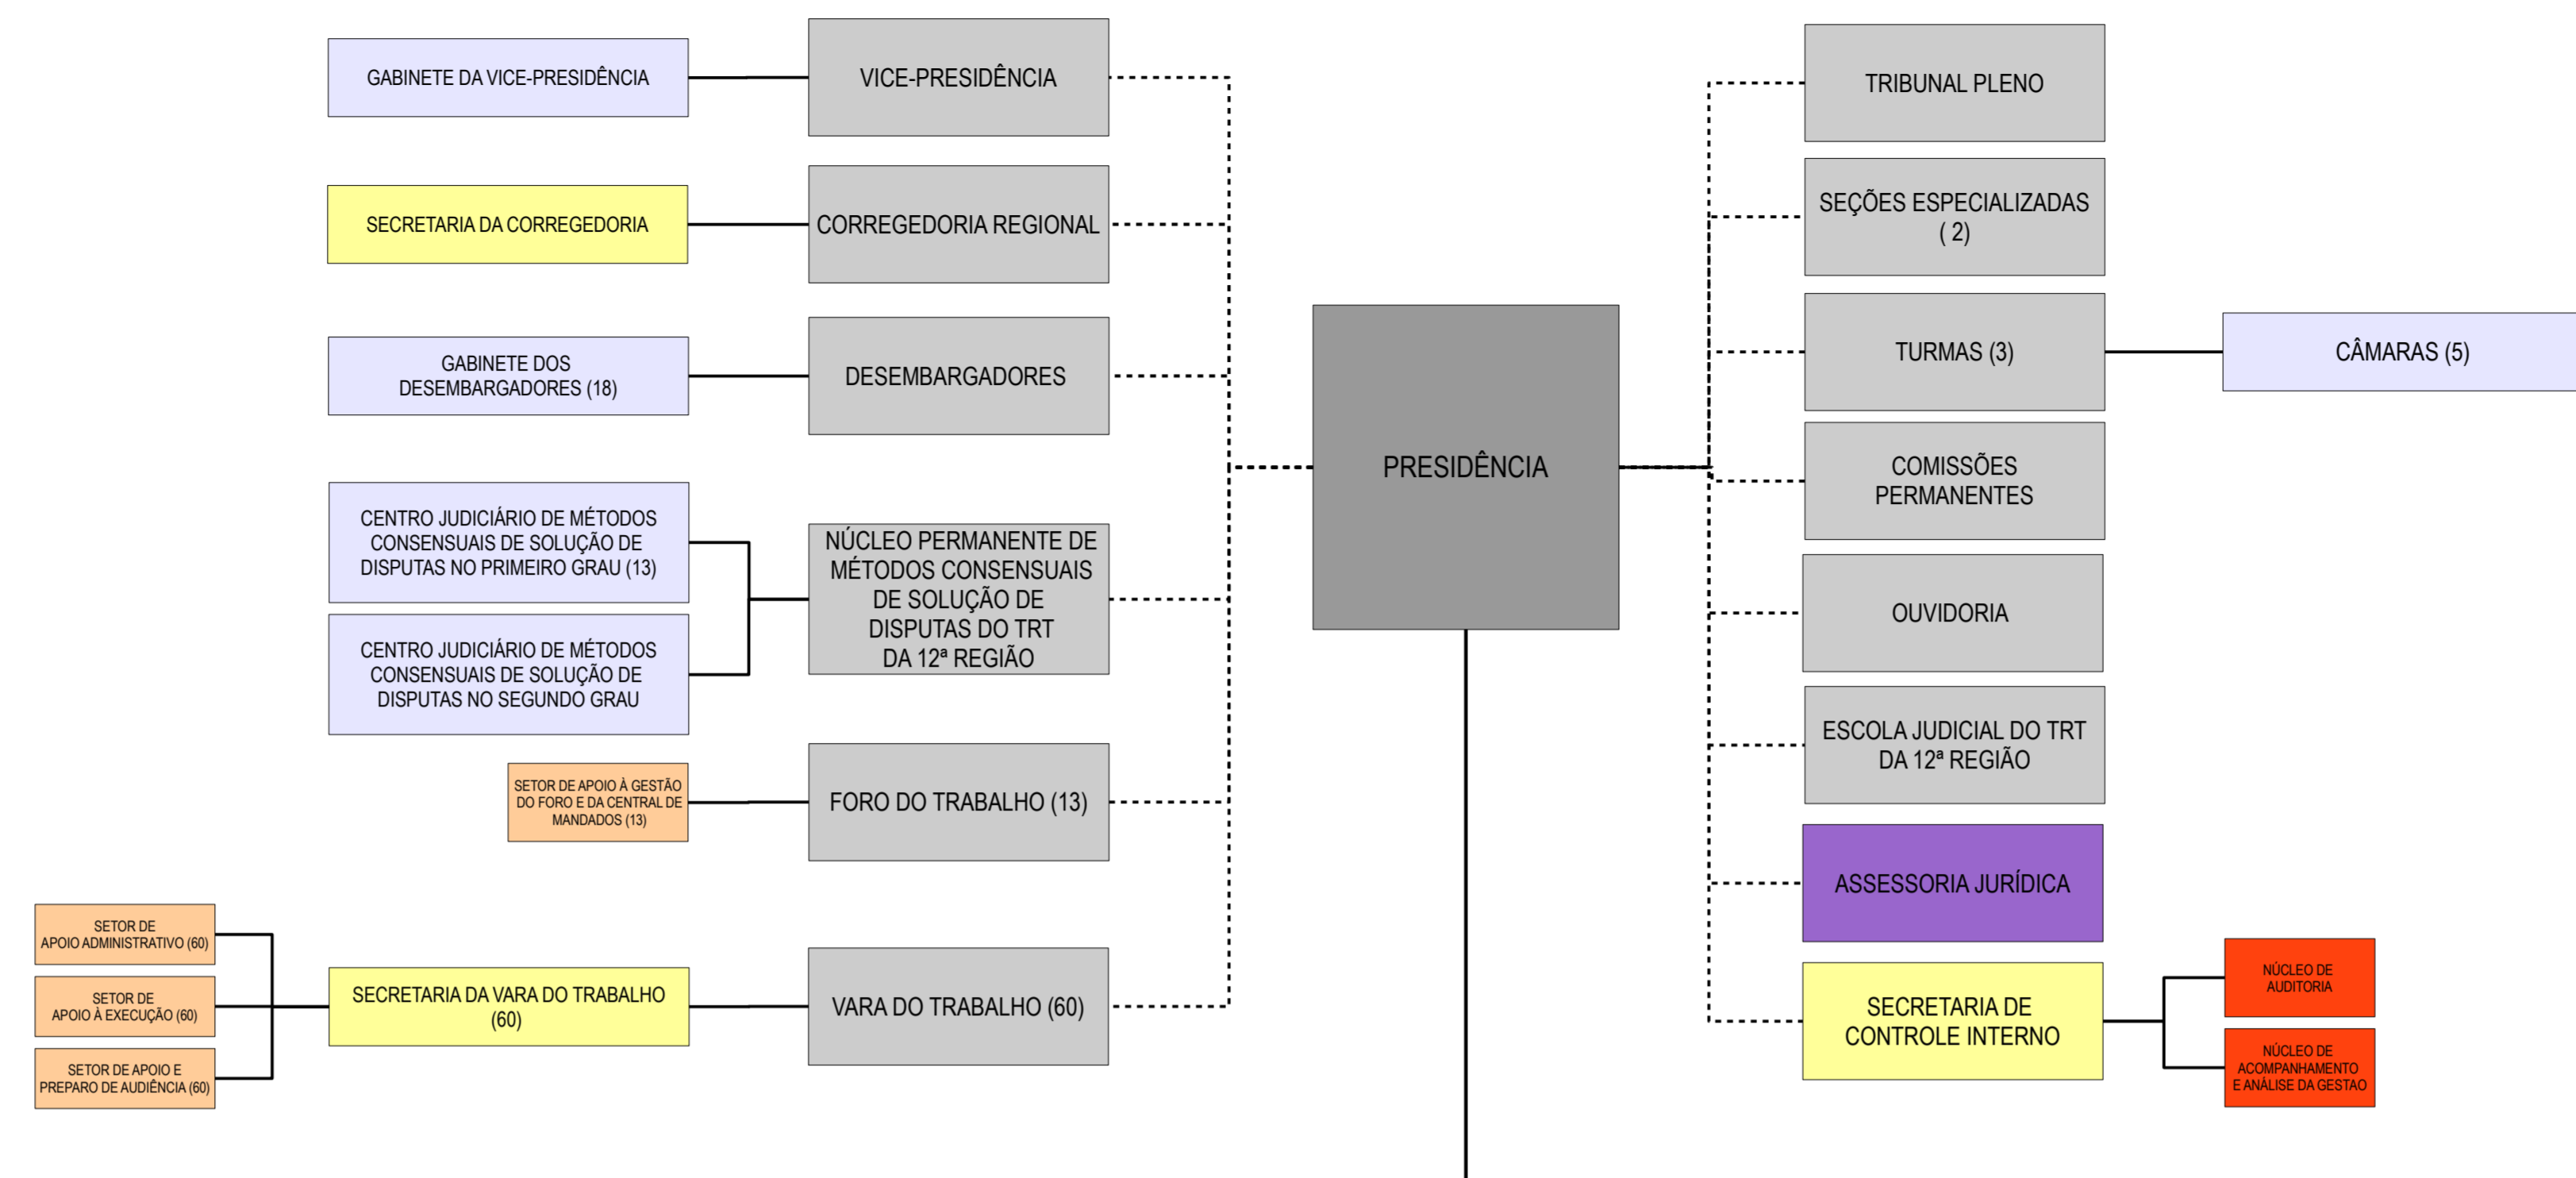 GABINETE DA VICE-PRESIDÊNCIA
VICE-PRESIDÊNCIA
SECRETARIA DA CORREGEDORIA
CORREGEDORIA REGIONAL
GABINETE DOS
DESEMBARGADORES (18)
DESEMBARGADORES
CENTRO JUDICIÁRIO DE MÉTODOS
CONSENSUAIS DE SOLUÇÃO DE
DISPUTAS NO PRIMEIRO GRAU (13)
CENTRO JUDICIÁRIO DE MÉTODOS
CONSENSUAIS DE SOLUÇÃO DE
DISPUTAS NO SEGUNDO GRAU
NÚCLEO PERMANENTE DE
MÉTODOS CONSENSUAIS
DE SOLUÇÃO DE
DISPUTAS DO TRT
DA 12ª REGIÃO
SETOR DE APOIO À GESTÃO
DO FORO E DA CENTRAL DE
MANDADOS (13)
FORO DO TRABALHO (13)
SETOR DE
APOIO ADMINISTRATIVO (60)
SETOR DE
APOIO À EXECUÇÃO (60)
SETOR DE APOIO E
PREPARO DE AUDIÊNCIA (60)
SECRETARIA DA VARA DO TRABALHO
(60)
VARA DO TRABALHO (60)
PRESIDÊNCIA
TRIBUNAL PLENO
SEÇÕES ESPECIALIZADAS
( 2)
TURMAS (3)
CÂMARAS (5)
COMISSÕES
PERMANENTES
OUVIDORIA
ESCOLA JUDICIAL DO TRT
DA 12ª REGIÃO
ASSESSORIA JURÍDICA
SECRETARIA DE
CONTROLE INTERNO
NÚCLEO DE
AUDITORIA
NÚCLEO DE
ACOMPANHAMENTO
E ANÁLISE DA GESTAO